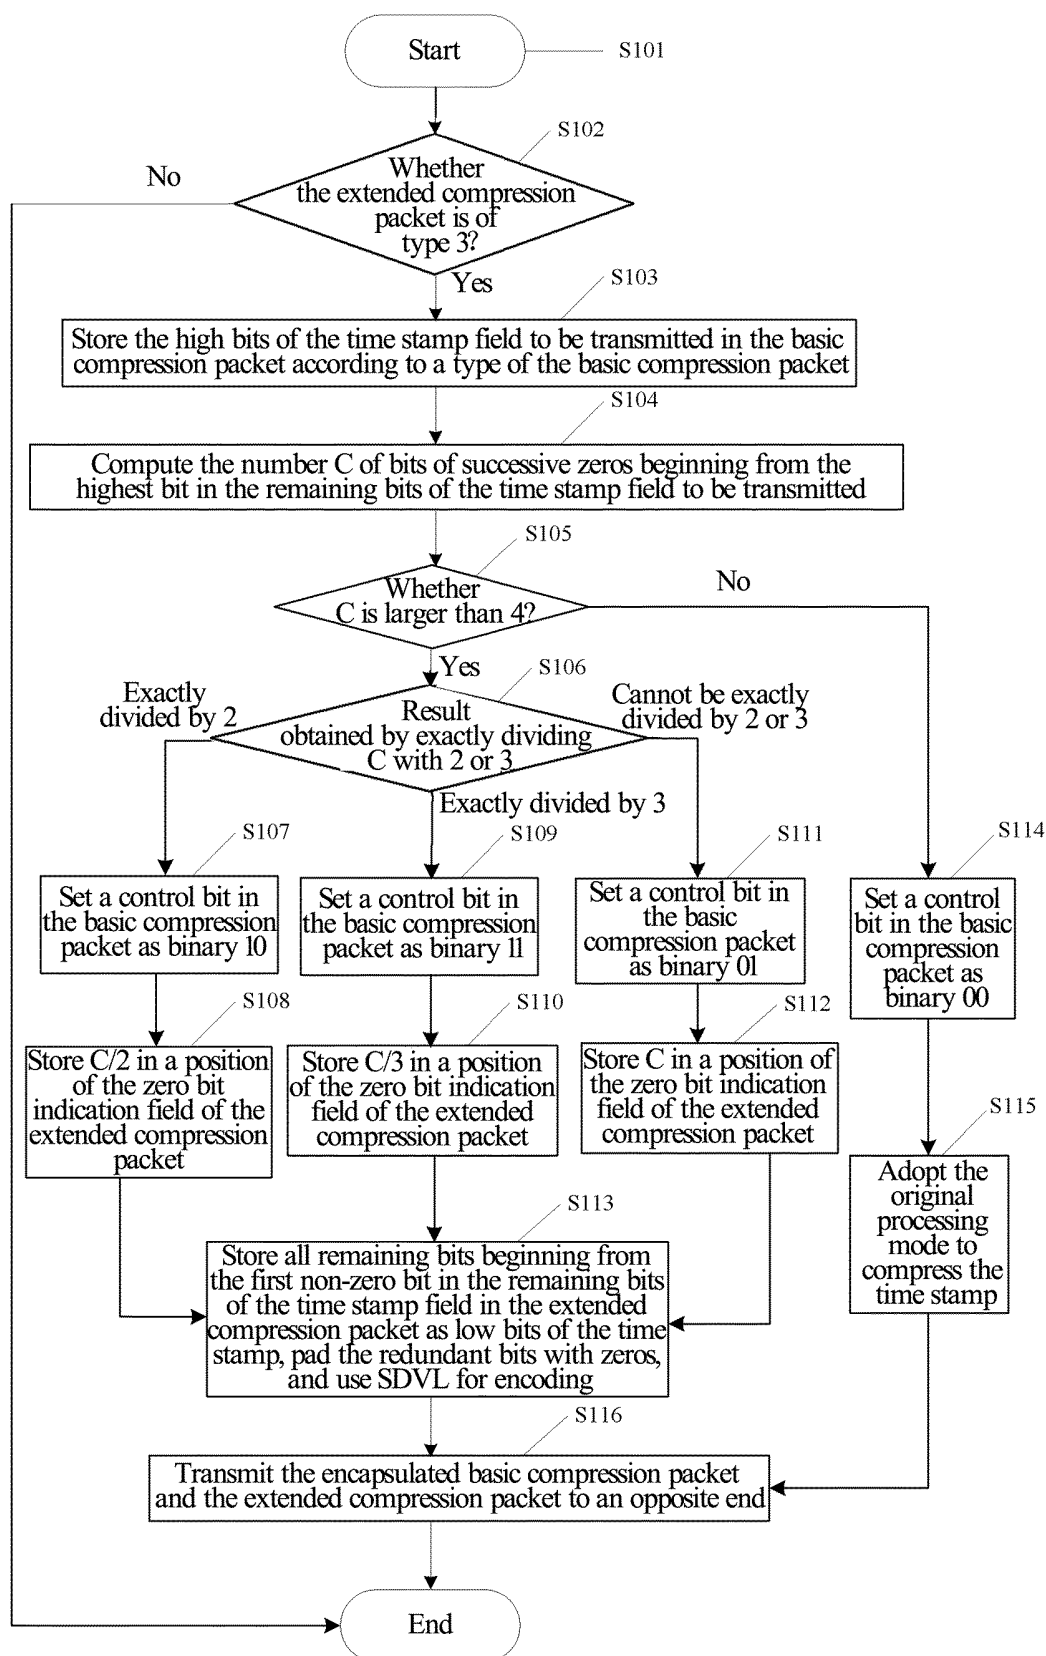 Start
S101
S102
No
Whether
the extended compression
packet is of
type 3?
Yes
S103
Store the high bits of the time stamp field to be transmitted in the basic
compression packet according to a type of the basic compression packet
S104
Compute the number C of bits of successive zeros beginning from the
highest bit in the remaining bits of the time stamp field to be transmitted
S105
Whether
C is larger than 4?
No
Yes
S106
Exactly
divided by 2
Result
obtained by exactly dividing
C with 2 or 3
Cannot be exactly
divided by 2 or 3
Exactly divided by 3
S107
Set a control bit in
the basic compression
packet as binary 10
S109
Set a control bit in
the basic compression
packet as binary 11
S111
Set a control bit in
the basic
compression packet
as binary 01
S114
Set a control
bit in the basic
compression
packet as
binary 00
S108
Store C/2 in a position
of the zero bit
indication field of the
extended compression
packet
S110
Store C/3 in a position
of the zero bit indication
field of the extended
compression packet
S112
Store C in a position of
the zero bit indication
field of the extended
compression packet
S115
Adopt the
original
processing
mode to
compress the
time stamp
S113
Store all remaining bits beginning from
the first non-zero bit in the remaining bits
of the time stamp field in the extended
compression packet as low bits of the time
stamp, pad the redundant bits with zeros,
and use SDVL for encoding
S116
Transmit the encapsulated basic compression packet
and the extended compression packet to an opposite end
End